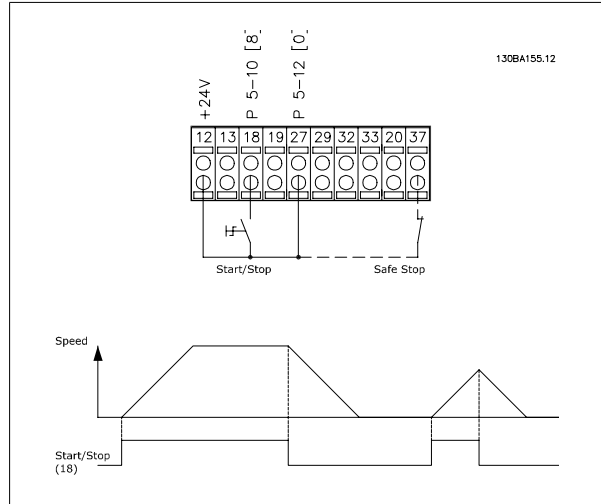 130BA155.12
+24V
P 5-10 [8]
P 5-12 [0]
12 13 18 19 27 29 32 33 20 37
Start/Stop
Safe Stop
Speed
Start/Stop
(18)